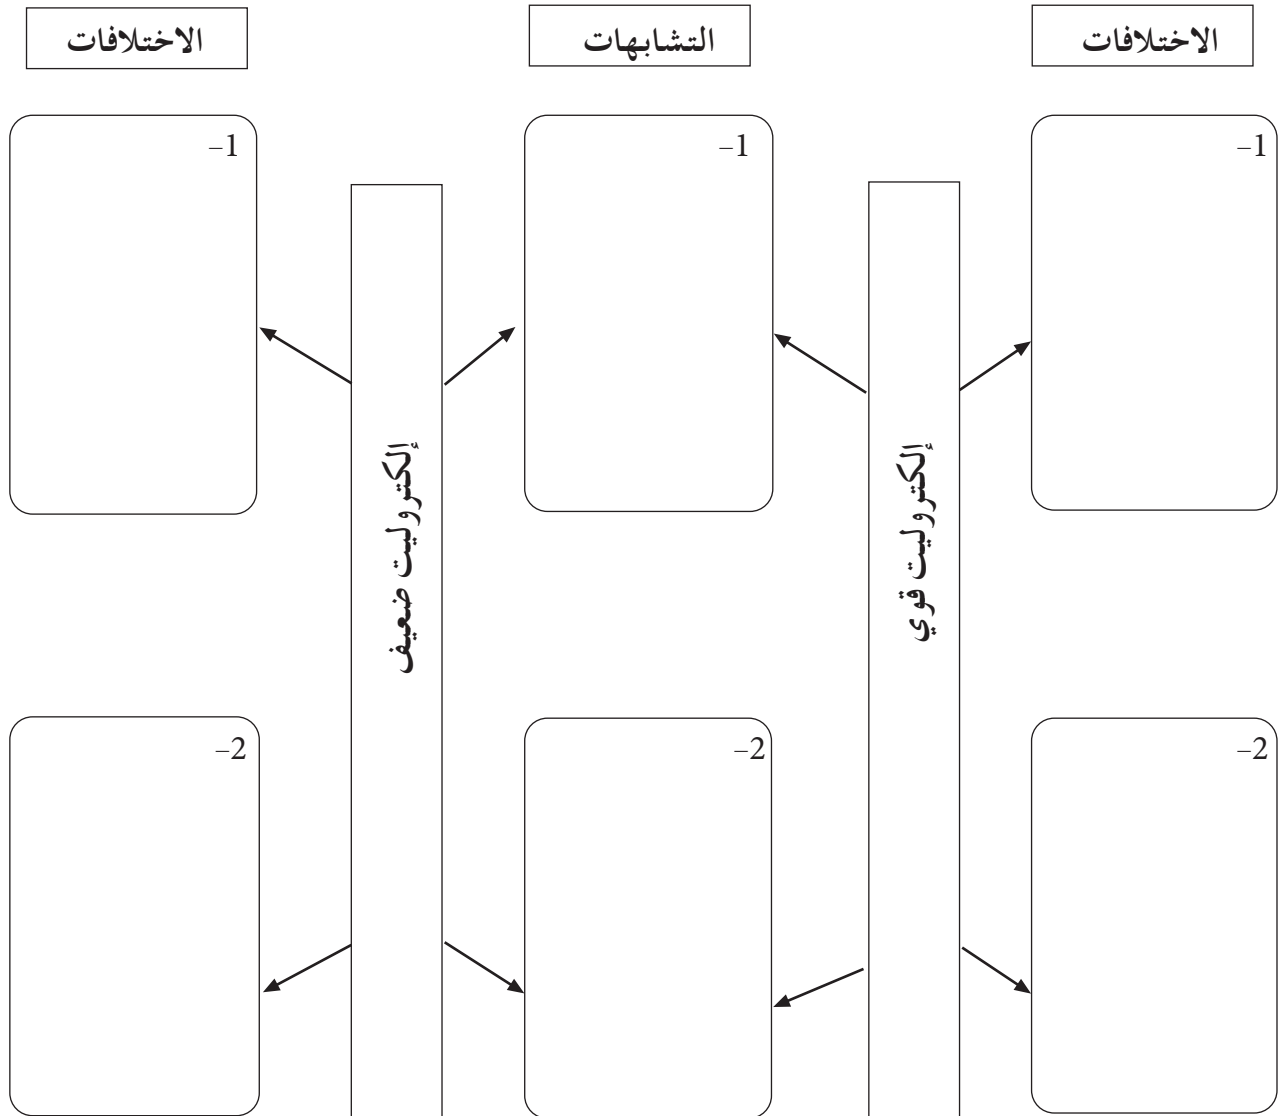 الاختلافات
التشابهات
الاختلافات
1-
1-
1-
إلكتروليت قوي
إلكتروليت ضعيف
2-
2-
2-